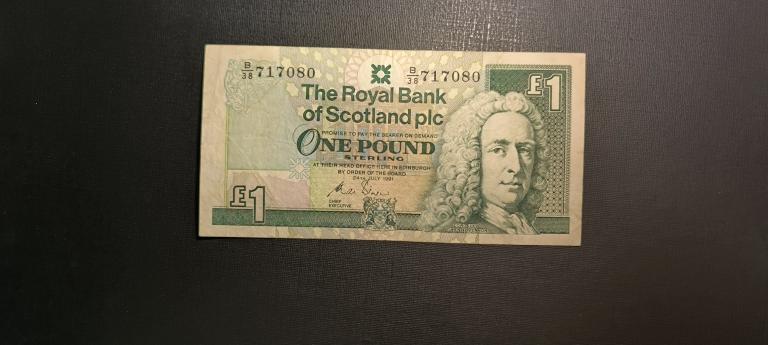 B/38 717080
B/38 717080
£1
The Royal Bank
of Scotland plc
PROMISE TO PAY THE BEARER ON DEMAND
ONE POUND
STERLING
AT THEIR HEAD OFFICE HERE IN EDINBURGH
BY ORDER OF THE BOARD
24TH JULY 1991
CHIEF
EXECUTIVE
£1